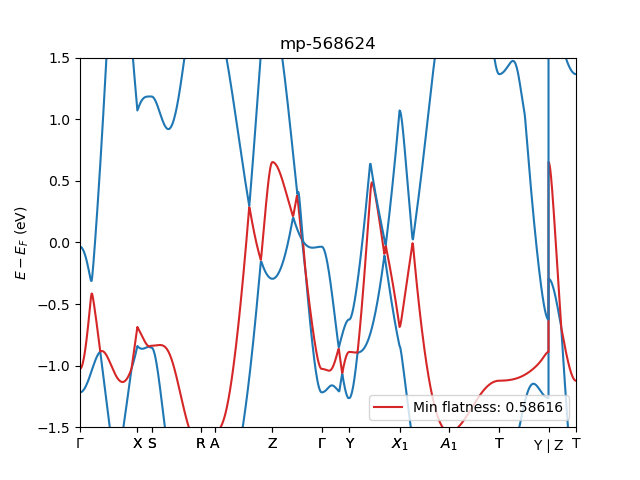 mp-568624
1.5
1.0
0.5
0.0
−0.5
−1.0
−1.5
E − E_F (eV)
Min flatness: 0.58616
Γ X S R A Z Γ Y X₁ A₁ T Y | Z T